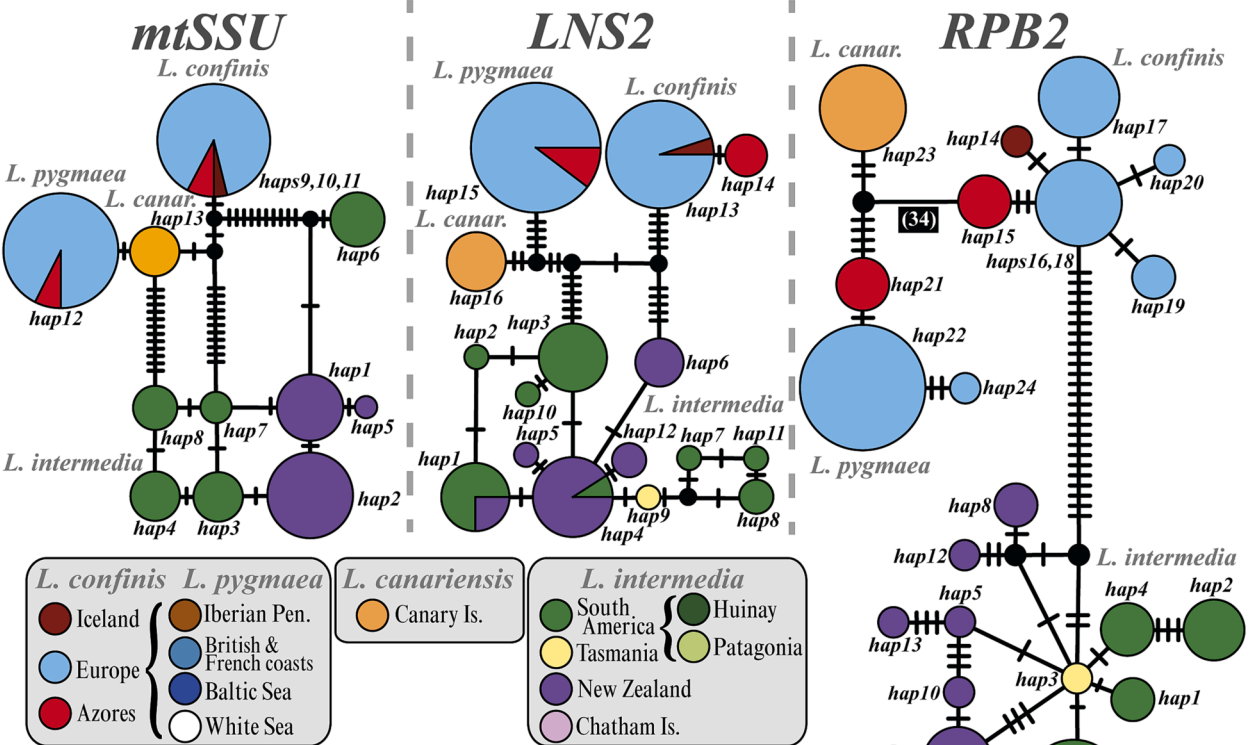 mtSSU
L. confinis
L. pygmaea
haps9,10,11
L. canar.
hap13
hap6
hap12
hap1
hap5
hap8
hap7
L. intermedia
hap2
hap4
hap3
LNS2
L. pygmaea
L. confinis
hap15
hap14
hap13
L. canar.
hap16
hap2
hap3
hap6
hap10
L. intermedia
hap5
hap12
hap7
hap11
hap1
hap9
hap8
hap4
RPB2
L. canar.
L. confinis
hap14
hap17
hap23
hap20
(34)
hap15
haps16,18
hap21
hap19
hap22
hap24
L. pygmaea
hap8
hap12
L. intermedia
hap5
hap4
hap2
hap13
hap3
hap10
hap1
L. confinis
L. pygmaea
Iceland
Europe
Azores
Iberian Pen.
British &
French coasts
Baltic Sea
White Sea
L. canariensis
Canary Is.
L. intermedia
South
America
Tasmania
New Zealand
Chatham Is.
Huinay
Patagonia